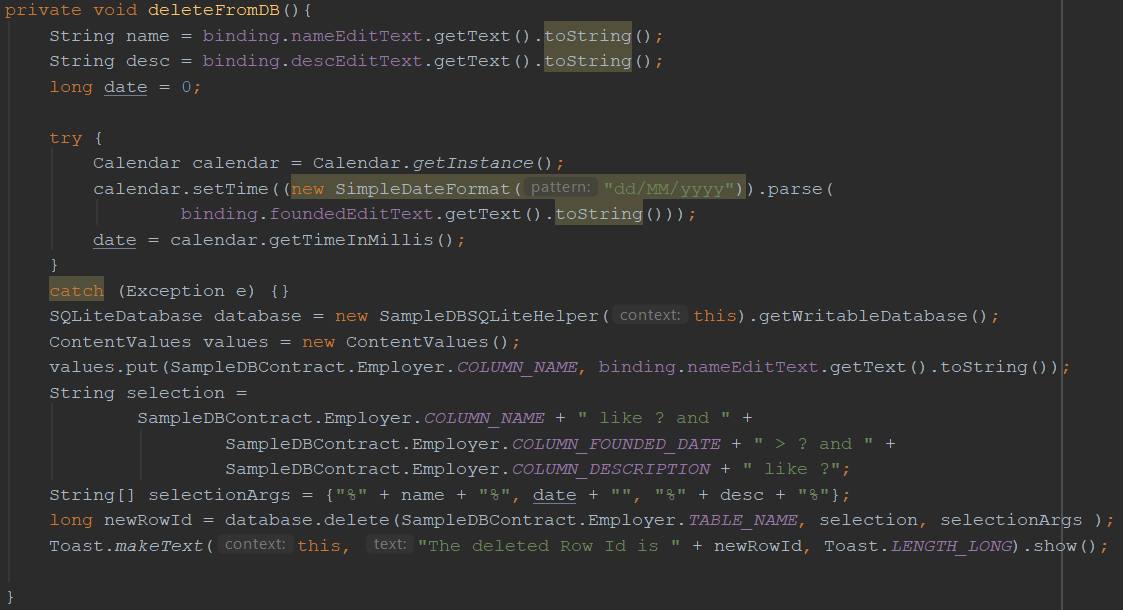 private void deleteFromDB(){
String name = binding.nameEditText.getText().toString();
String desc = binding.descEditText.getText().toString();
long date = 0;
try {
Calendar calendar = Calendar.getInstance();
calendar.setTime((new SimpleDateFormat( pattern: "dd/MM/yyyy")).parse(
binding.foundedEditText.getText().toString()));
date = calendar.getTimeInMillis();
}
catch (Exception e) {}
SQLiteDatabase database = new SampleDBSQLiteHelper( context: this).getWritableDatabase();
ContentValues values = new ContentValues();
values.put(SampleDBContract.Employer.COLUMN_NAME, binding.nameEditText.getText().toString());
String selection =
SampleDBContract.Employer.COLUMN_NAME + " like ? and " +
SampleDBContract.Employer.COLUMN_FOUNDED_DATE + " > ? and " +
SampleDBContract.Employer.COLUMN_DESCRIPTION + " like ?";
String[] selectionArgs = {"%" + name + "%", date + "", "%" + desc + "%"};
long newRowId = database.delete(SampleDBContract.Employer.TABLE_NAME, selection, selectionArgs );
Toast.makeText( context: this, text: "The deleted Row Id is " + newRowId, Toast.LENGTH_LONG).show();
}